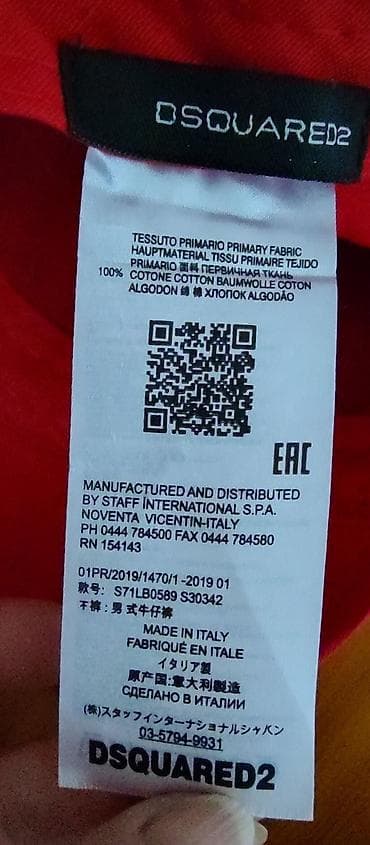 DSQUARED2
TESSUTO PRIMARIO PRIMARY FABRIC
HAUPTMATERIAL TISSU PRIMAIRE TEJIDO
PRIMARIO 面料 ПЕРВИЧНАЯ ТКАНЬ
100% COTONE COTTON BAUMWOLLE COTON
ALGODON 綿 棉 ХЛОПОК ALGODÃO
EAC
MANUFACTURED AND DISTRIBUTED
BY STAFF INTERNATIONAL S.P.A.
NOVENTA VICENTIN-ITALY
PH 0444 784500 FAX 0444 784580
RN 154143
01PR/2019/1470/1 -2019 01
款号: S71LB0589 S30342
下裤: 男式牛仔裤
MADE IN ITALY
FABRIQUÉ EN ITALE
イタリア製
原产国:意大利製造
СДЕЛАНО В ИТАЛИИ
(株)スタッフインターナショナルジャパン
03-5794-9931
DSQUARED2